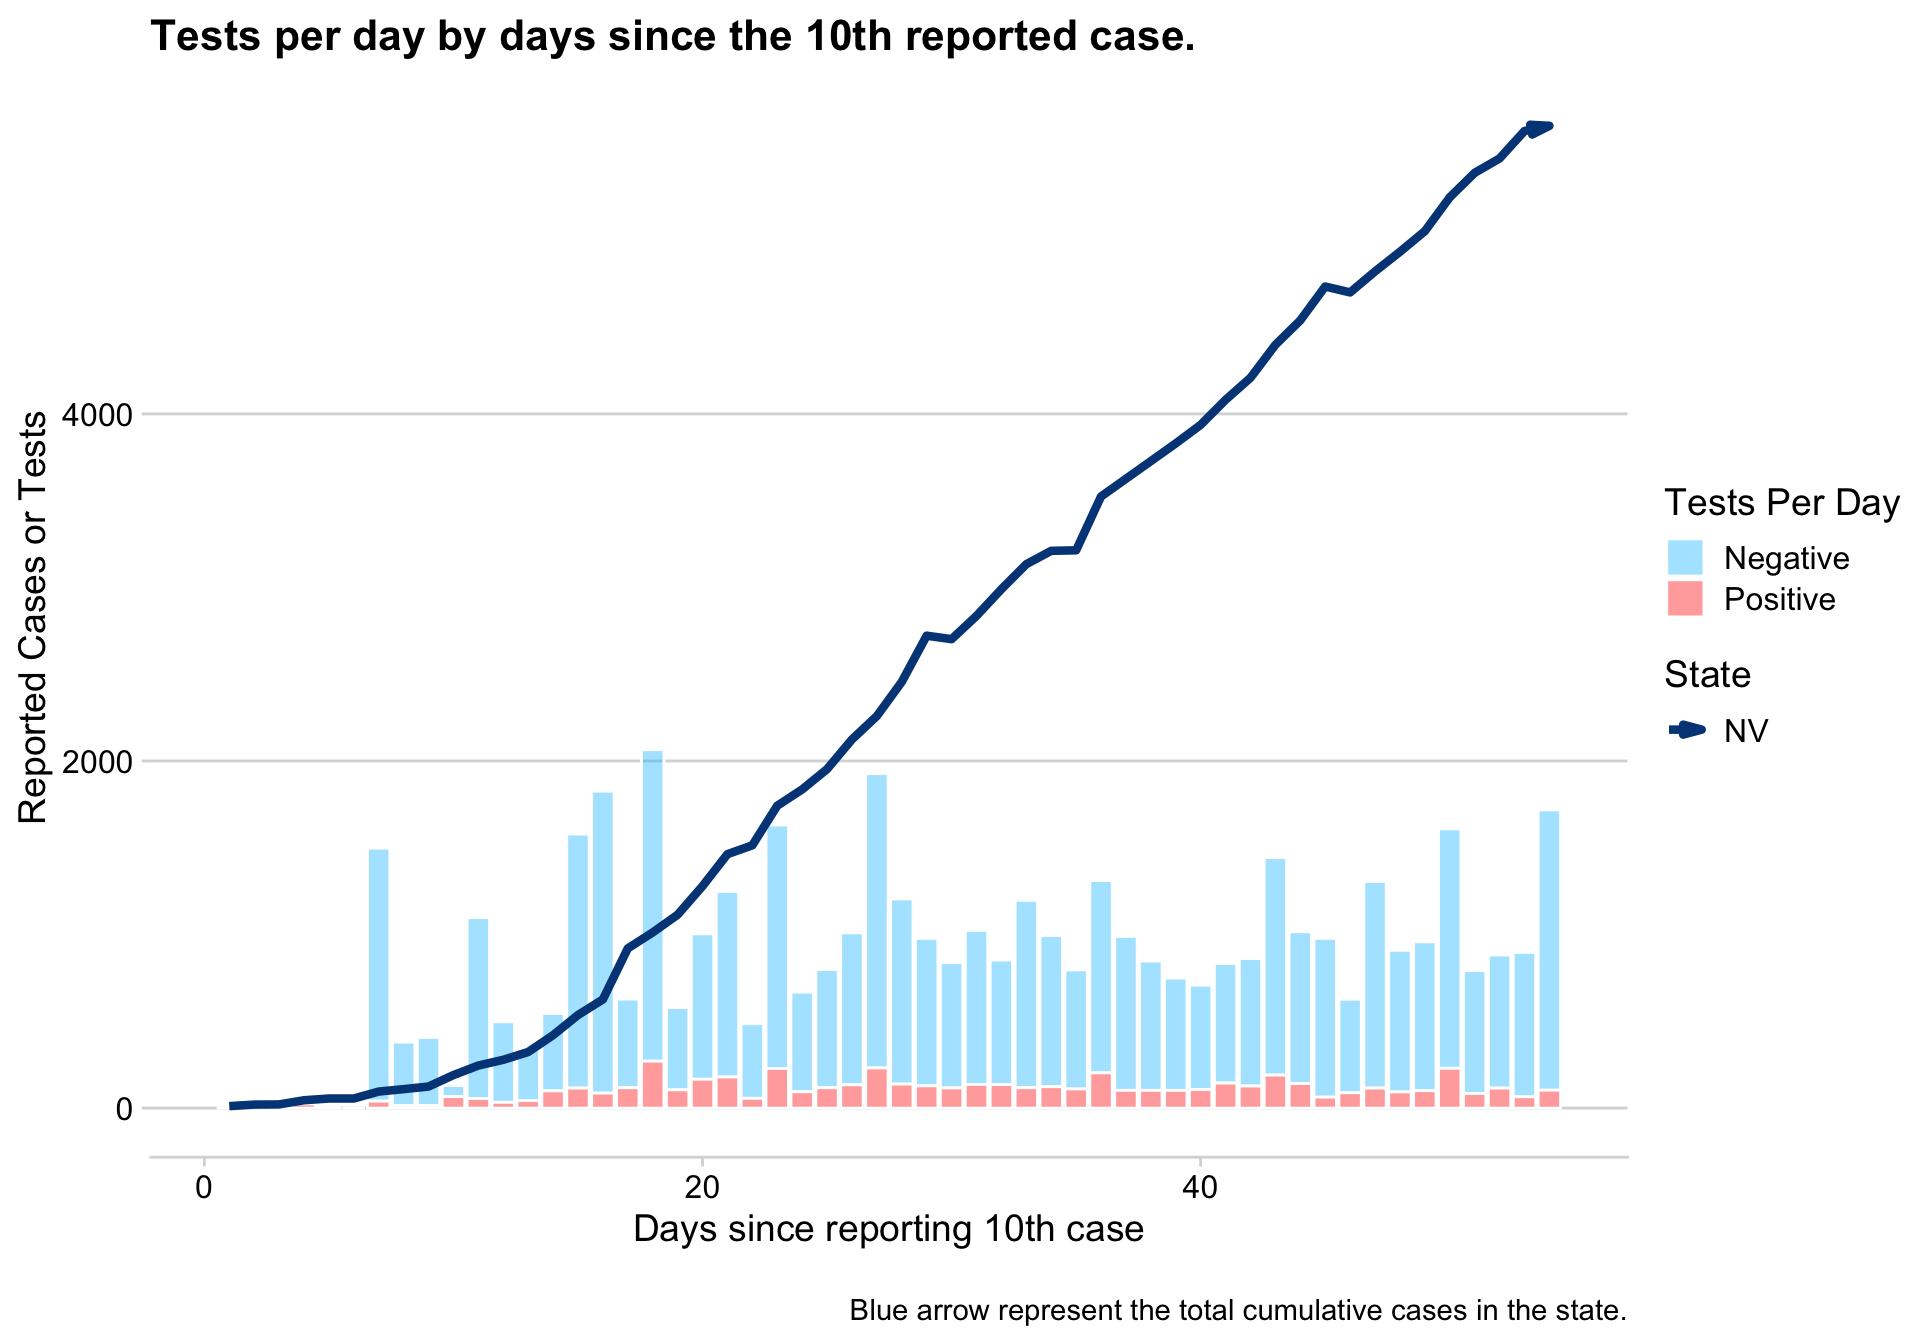 Tests per day by days since the 10th reported case.
Reported Cases or Tests
4000
2000
0
0
20
40
Days since reporting 10th case
Tests Per Day
Negative
Positive
State
NV
Blue arrow represent the total cumulative cases in the state.